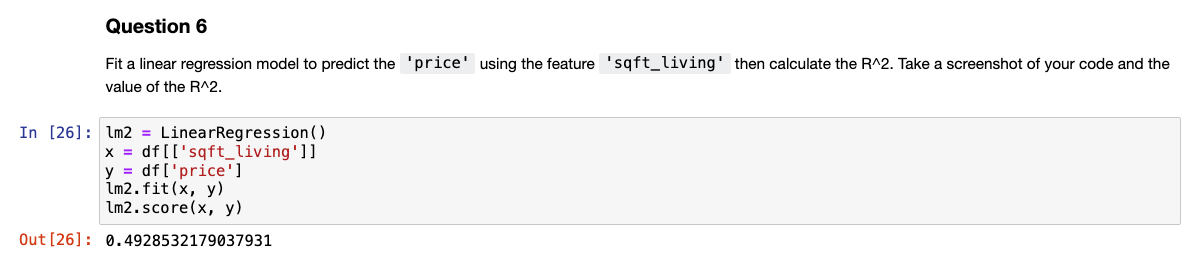 Question 6
Fit a linear regression model to predict the 'price' using the feature 'sqft_living' then calculate the R^2. Take a screenshot of your code and the
value of the R^2.
In [26]: lm2 = LinearRegression()
x = df[['sqft_living']]
y = df['price']
lm2.fit(x, y)
lm2.score(x, y)
Out[26]: 0.4928532179037931